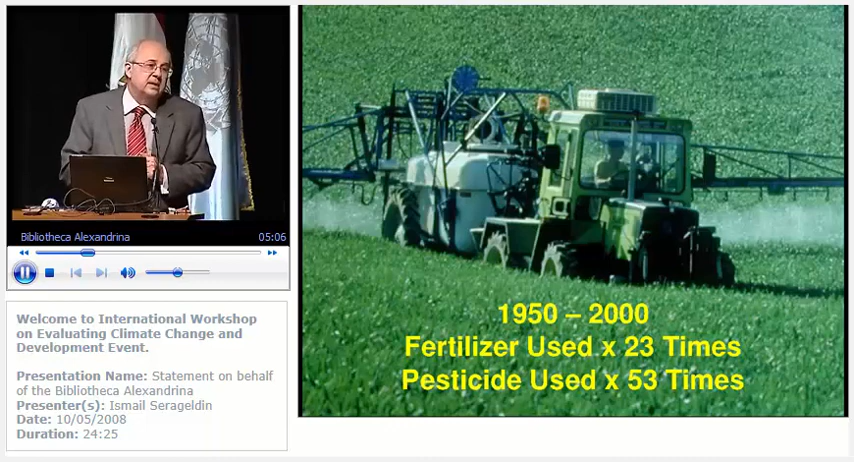 Bibliotheca Alexandrina
05:06
Welcome to International Workshop
on Evaluating Climate Change and
Development Event.
Presentation Name: Statement on behalf
of the Bibliotheca Alexandrina
Presenter(s): Ismail Serageldin
Date: 10/05/2008
Duration: 24:25
1950 – 2000
Fertilizer Used x 23 Times
Pesticide Used x 53 Times